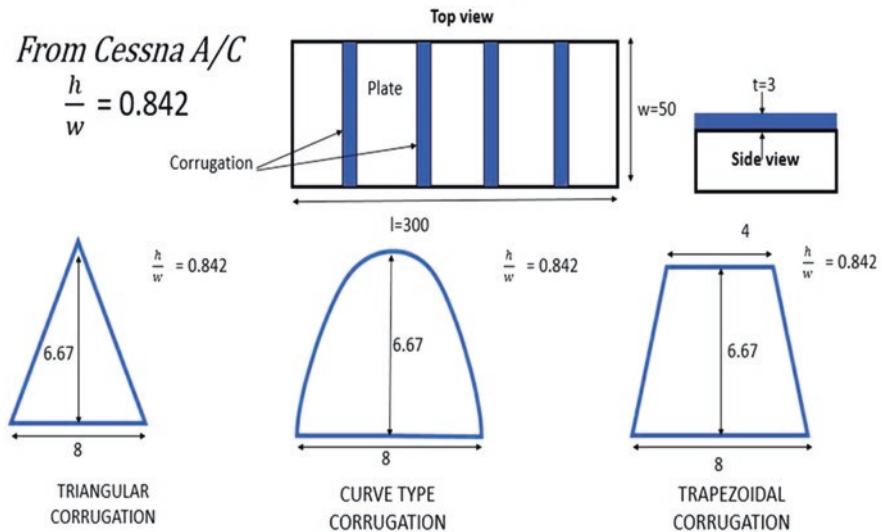 Top view
From Cessna A/C
h/w = 0.842
Plate
Corrugation
w=50
t=3
Side view
l=300
h/w = 0.842
6.67
8
TRIANGULAR
CORRUGATION
h/w = 0.842
6.67
8
CURVE TYPE
CORRUGATION
4
h/w = 0.842
6.67
8
TRAPEZOIDAL
CORRUGATION